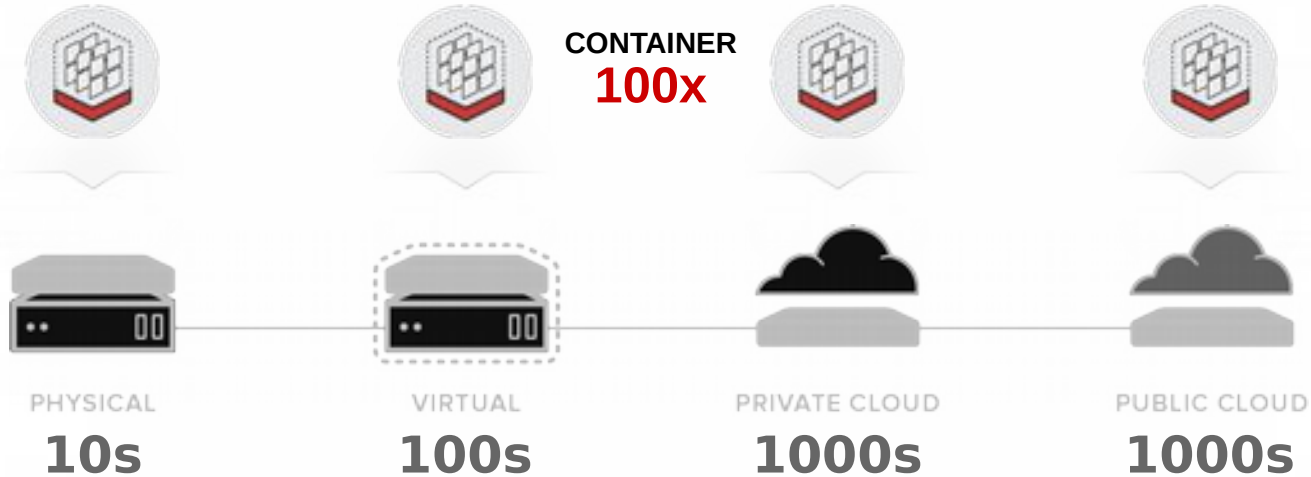 CONTAINER
100x
PHYSICAL
VIRTUAL
PRIVATE CLOUD
PUBLIC CLOUD
10s
100s
1000s
1000s